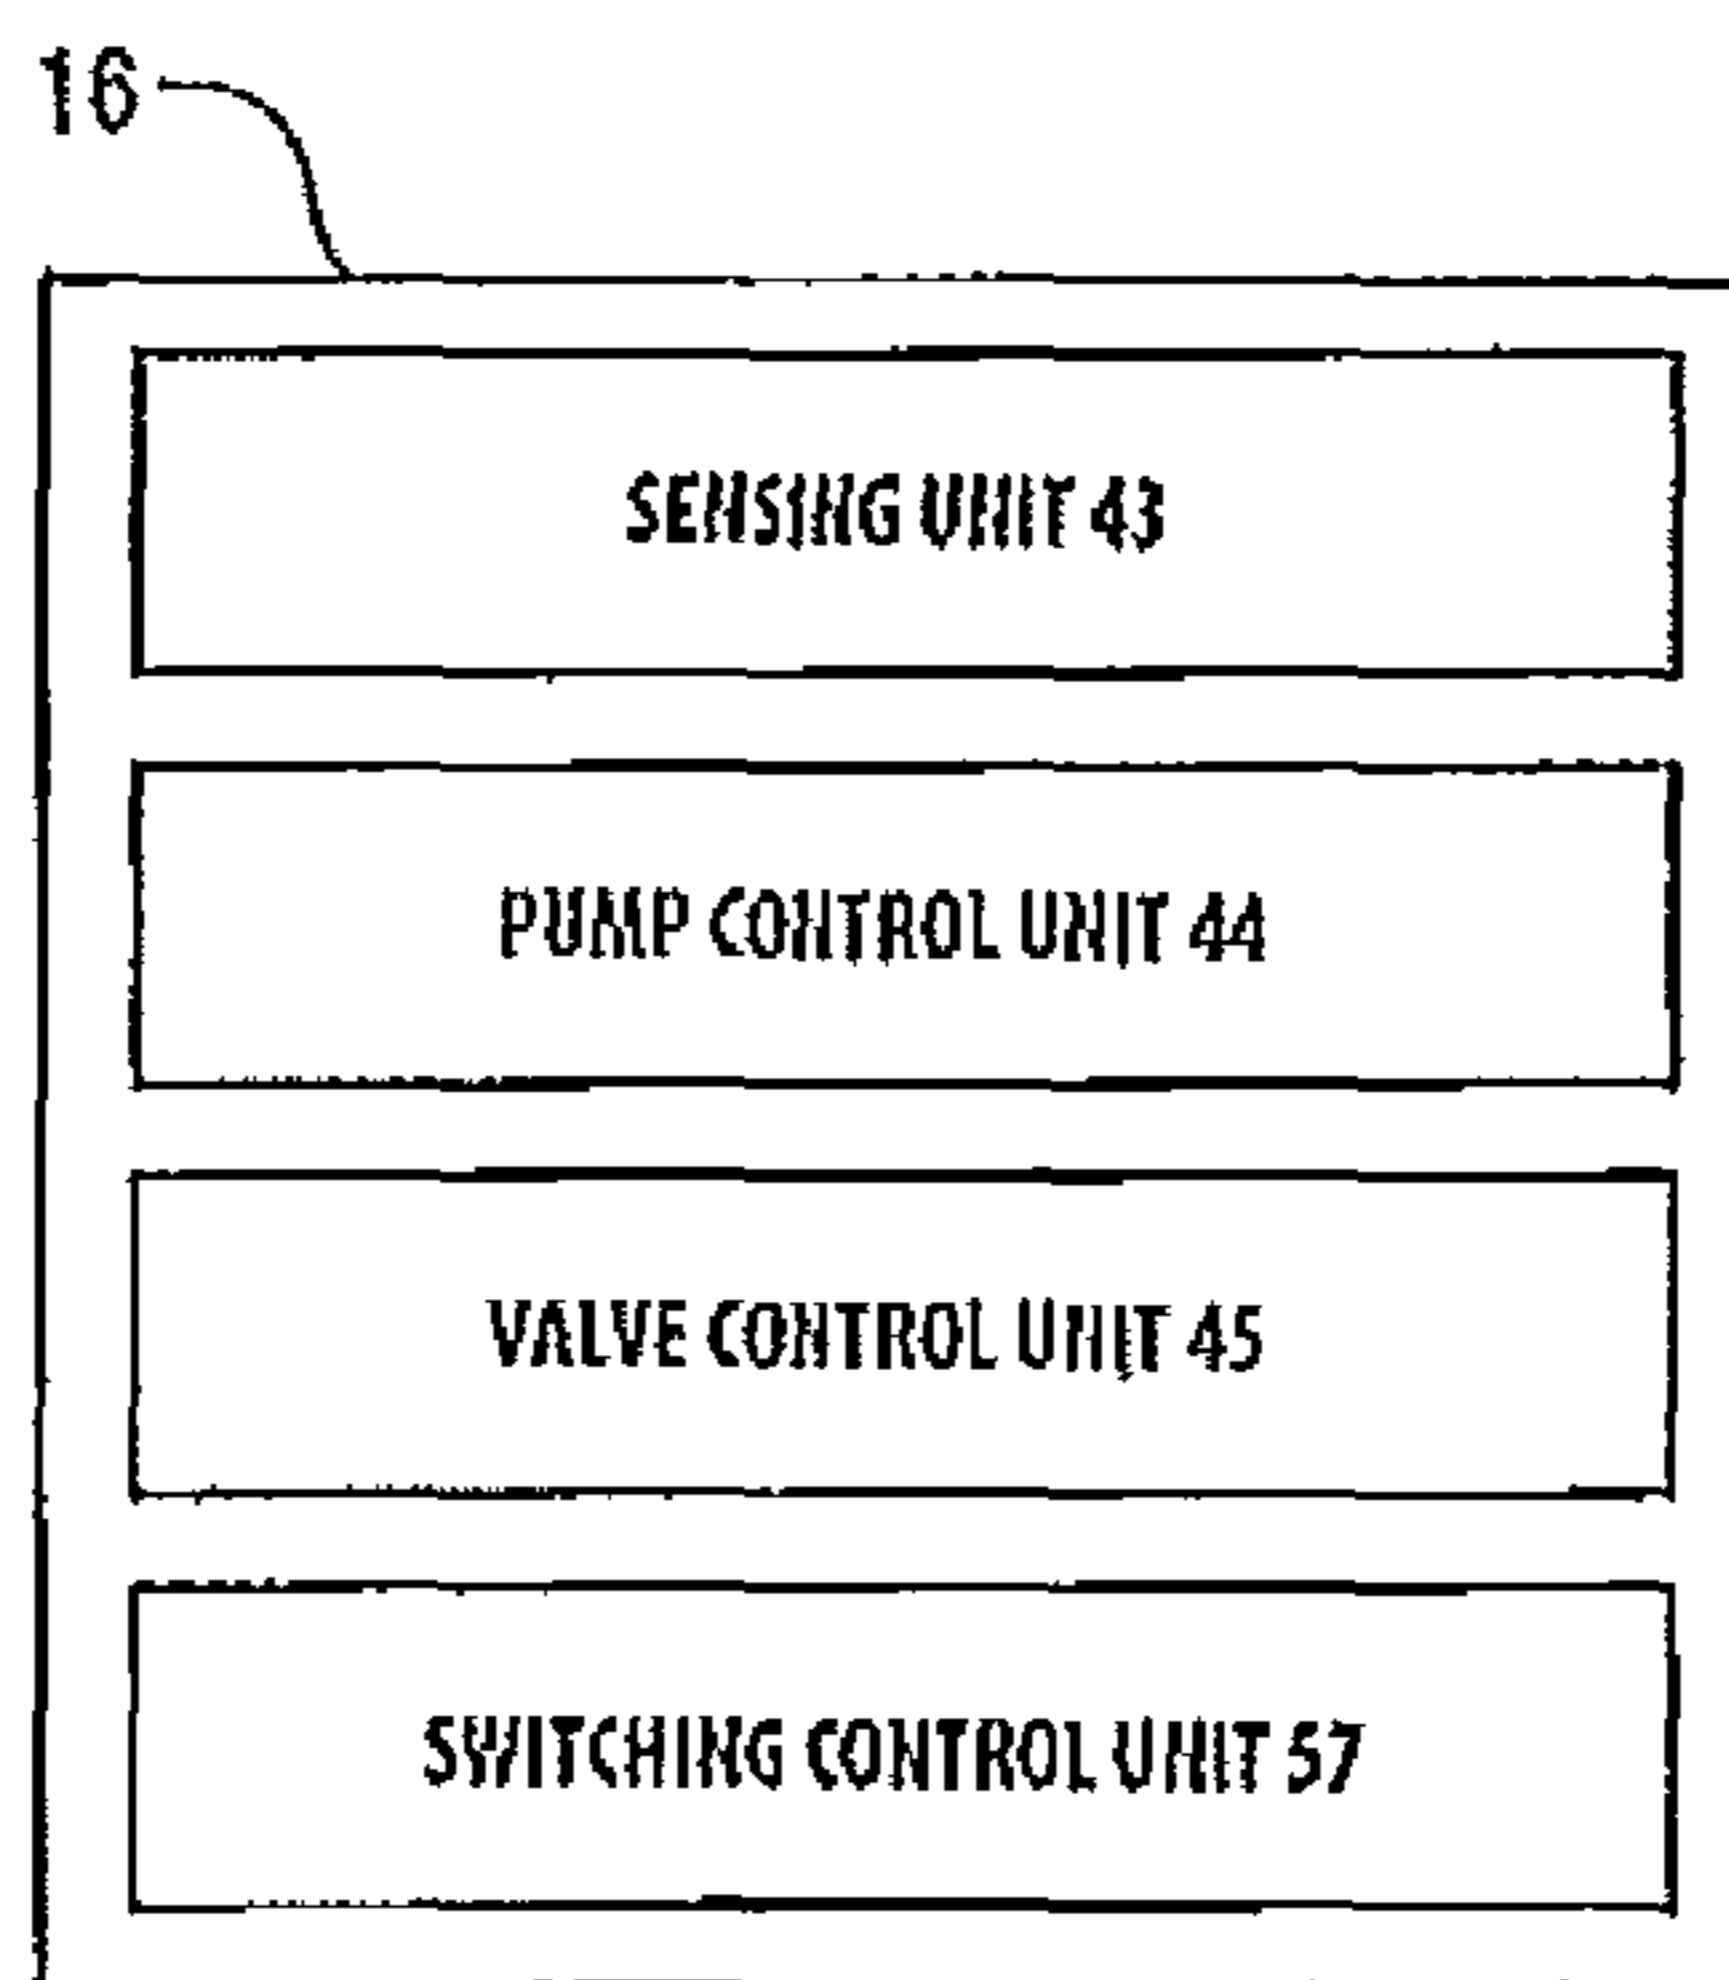 16
SENSING UNIT 43
PUMP CONTROL UNIT 44
VALVE CONTROL UNIT 45
SWITCHING CONTROL UNIT 57